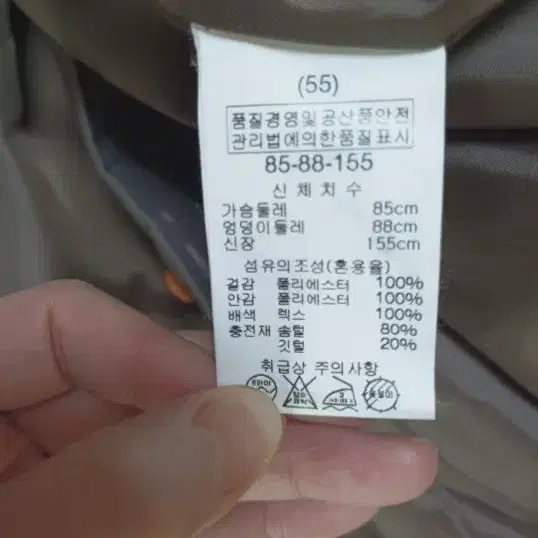 (55)
품질경영및공산품안전
관리법에의한품질표시
85-88-155
신 체 치 수
가슴둘레 85cm
엉덩이둘레 88cm
신장 155cm
섬유의조성(혼용율)
겉감 폴리에스터 100%
안감 폴리에스터 100%
배색 렉스 100%
충전재 솜털 80%
깃털 20%
취급상 주의사항
드라이